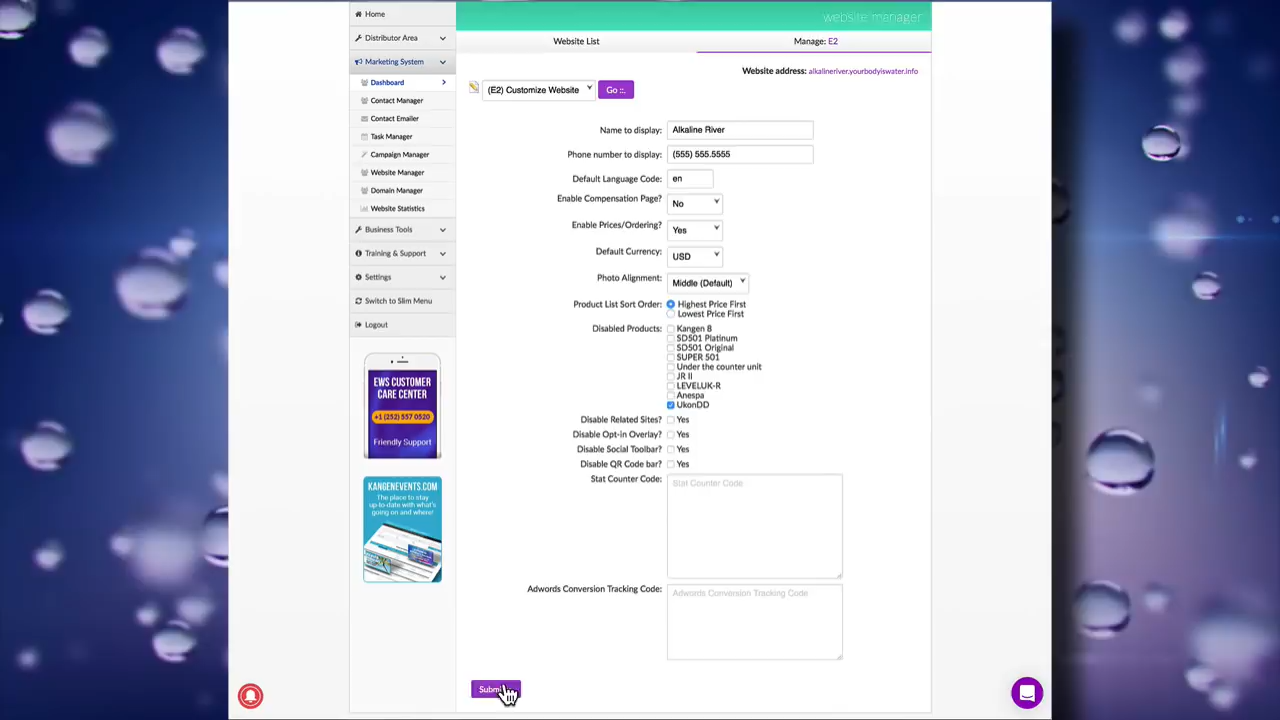 Home
website manager
Distributor Area
Website List
Manage: E2
Marketing System
Website address: alkalineriver.yourbodyiswater.info
Dashboard
(E2) Customize Website
Go ::.
Contact Manager
Contact Emailer
Task Manager
Campaign Manager
Website Manager
Domain Manager
Website Statistics
Business Tools
Training & Support
Settings
Switch to Slim Menu
Logout
EWS CUSTOMER
CARE CENTER
+1 (252) 557 0520
Friendly Support
KANGENEVENTS.COM
The place to stay
up-to-date with what's
going on and where!
Name to display: Alkaline River
Phone number to display: (555) 555.5555
Default Language Code: en
Enable Compensation Page? No
Enable Prices/Ordering? Yes
Default Currency: USD
Photo Alignment: Middle (Default)
Product List Sort Order: Highest Price First
Lowest Price First
Disabled Products: Kangen 8
SD501 Platinum
SD501 Original
SUPER 501
Under the counter unit
JR II
LEVELUK-R
Anespa
UkonDD
Disable Related Sites? Yes
Disable Opt-in Overlay? Yes
Disable Social Toolbar? Yes
Disable QR Code bar? Yes
Stat Counter Code: Stat Counter Code
Adwords Conversion Tracking Code: Adwords Conversion Tracking Code